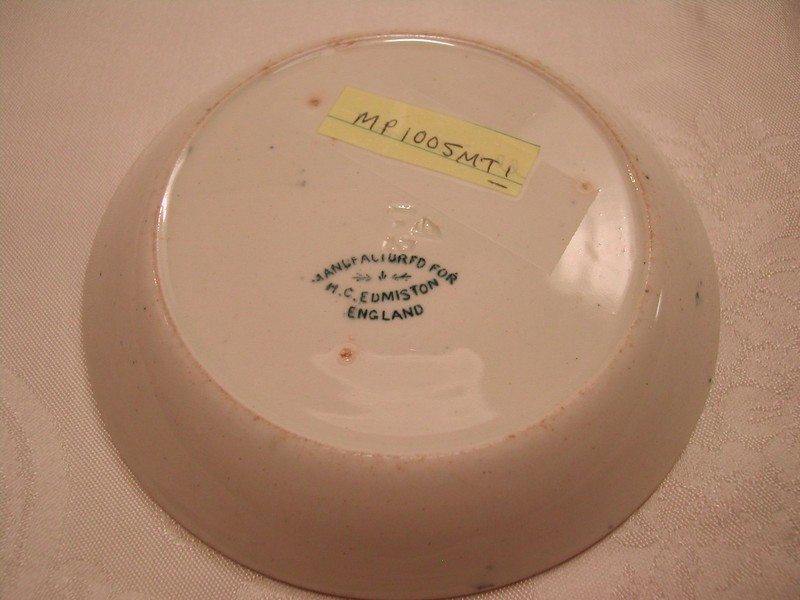 MP1005MT1
MANUFACTURED FOR
H.C. EDMISTON
ENGLAND